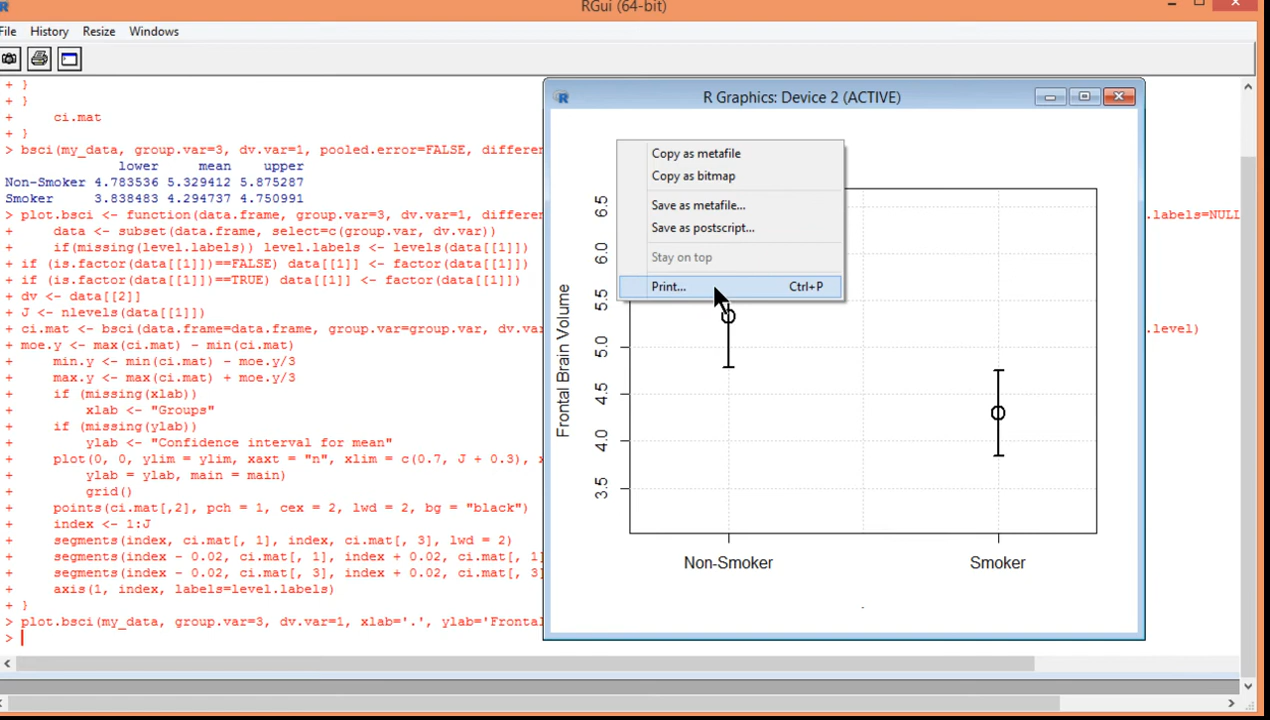 RGui (64-bit)
File History Resize Windows
+ }
+ }
+ ci.mat
+ }
> bsci(my_data, group.var=3, dv.var=1, pooled.error=FALSE, differen
lower mean upper
Non-Smoker 4.783536 5.329412 5.875287
Smoker 3.838483 4.294737 4.750991
> plot.bsci <- function(data.frame, group.var=3, dv.var=1, .labels=NULL
+ data <- subset(data.frame, select=c(group.var, dv.var))
+ if(missing(level.labels)) level.labels <- levels(data[[1]])
+ if (is.factor(data[[1]])==FALSE) data[[1]] <- factor(data[[1]])
+ if (is.factor(data[[1]])==TRUE) data[[1]] <- factor(data[[1]])
+ dv <- data[[2]]
+ J <- nlevels(data[[1]])
+ ci.mat <- bsci(data.frame=data.frame, group.var=group.var, dv.va .level)
+ moe.y <- max(ci.mat) - min(ci.mat)
+ min.y <- min(ci.mat) - moe.y/3
+ max.y <- max(ci.mat) + moe.y/3
+ if (missing(xlab))
+ xlab <- "Groups"
+ if (missing(ylab))
+ ylab <- "Confidence interval for mean"
+ plot(0, 0, ylim = ylim, xaxt = "n", xlim = c(0.7, J + 0.3), x
+ ylab = ylab, main = main)
+ grid()
+ points(ci.mat[,2], pch = 1, cex = 2, lwd = 2, bg = "black")
+ index <- 1:J
+ segments(index, ci.mat[, 1], index, ci.mat[, 3], lwd = 2)
+ segments(index - 0.02, ci.mat[, 1], index + 0.02, ci.mat[, 1]
+ segments(index - 0.02, ci.mat[, 3], index + 0.02, ci.mat[, 3]
+ axis(1, index, labels=level.labels)
+ }
> plot.bsci(my_data, group.var=3, dv.var=1, xlab='.', ylab='Frontal
>
R Graphics: Device 2 (ACTIVE)
Copy as metafile
Copy as bitmap
Save as metafile...
Save as postscript...
Stay on top
Print... Ctrl+P
Frontal Brain Volume
6.5
6.0
5.5
5.0
4.5
4.0
3.5
Non-Smoker Smoker
.